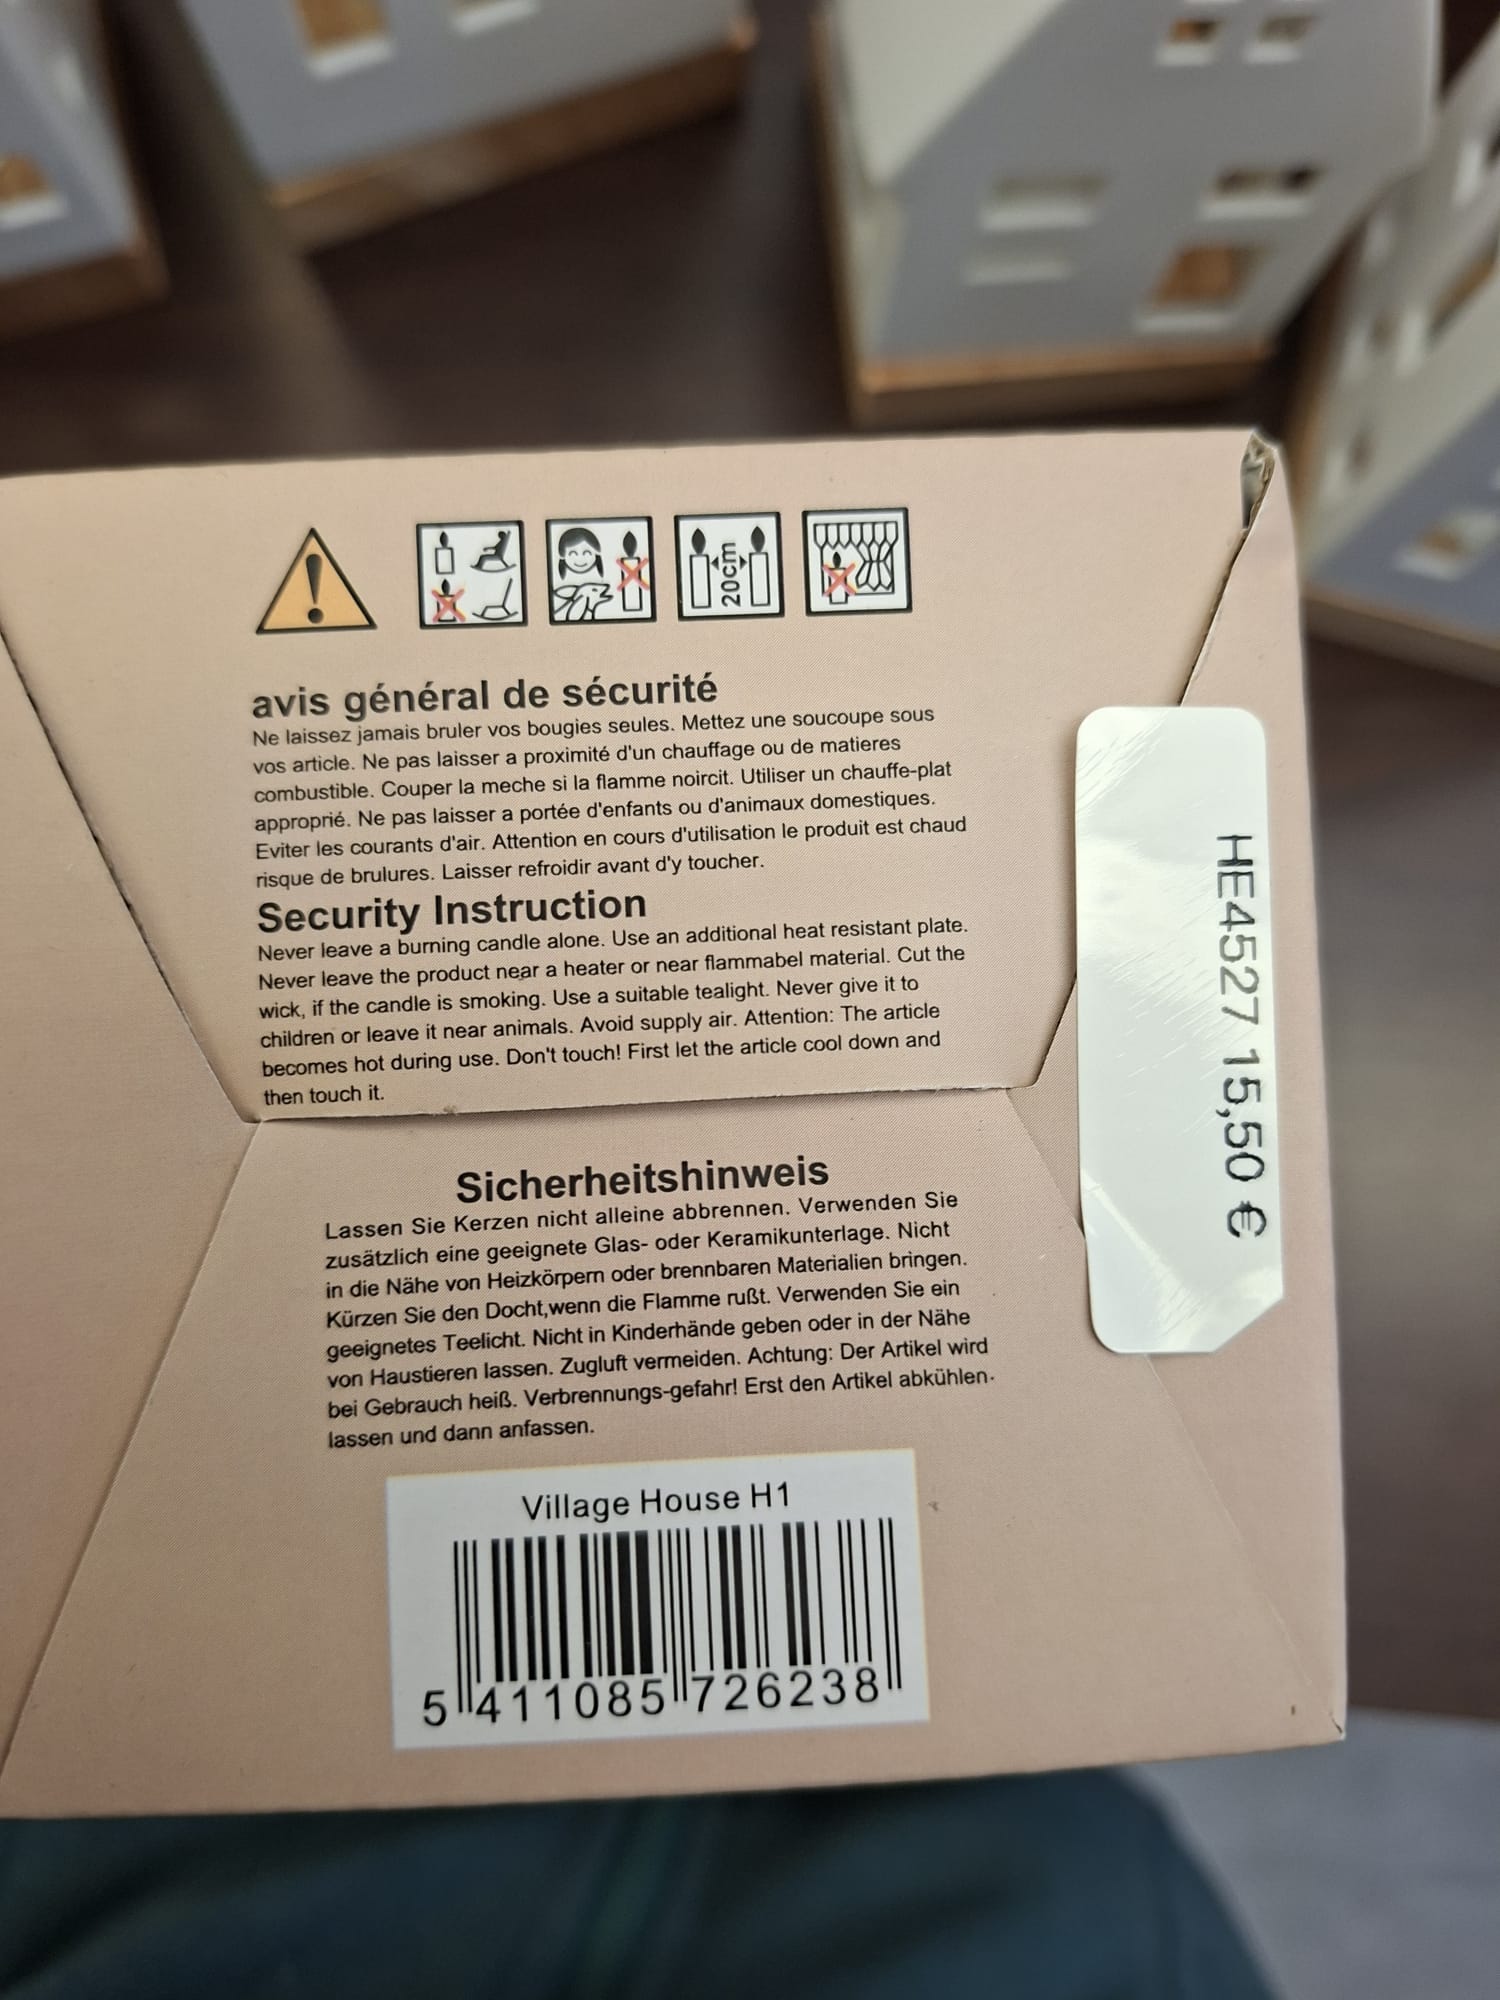 20cm
avis général de sécurité
Ne laissez jamais bruler vos bougies seules. Mettez une soucoupe sous
vos article. Ne pas laisser a proximité d'un chauffage ou de matieres
combustible. Couper la meche si la flamme noircit. Utiliser un chauffe-plat
approprié. Ne pas laisser a portée d'enfants ou d'animaux domestiques.
Eviter les courants d'air. Attention en cours d'utilisation le produit est chaud
risque de brulures. Laisser refroidir avant d'y toucher.
Security Instruction
Never leave a burning candle alone. Use an additional heat resistant plate.
Never leave the product near a heater or near flammabel material. Cut the
wick, if the candle is smoking. Use a suitable tealight. Never give it to
children or leave it near animals. Avoid supply air. Attention: The article
becomes hot during use. Don't touch! First let the article cool down and
then touch it.
Sicherheitshinweis
Lassen Sie Kerzen nicht alleine abbrennen. Verwenden Sie
zusätzlich eine geeignete Glas- oder Keramikunterlage. Nicht
in die Nähe von Heizkörpern oder brennbaren Materialien bringen.
Kürzen Sie den Docht,wenn die Flamme rußt. Verwenden Sie ein
geeignetes Teelicht. Nicht in Kinderhände geben oder in der Nähe
von Haustieren lassen. Zugluft vermeiden. Achtung: Der Artikel wird
bei Gebrauch heiß. Verbrennungs-gefahr! Erst den Artikel abkühlen.
lassen und dann anfassen.
Village House H1
5 411085 726238
HE4527 15,50 €